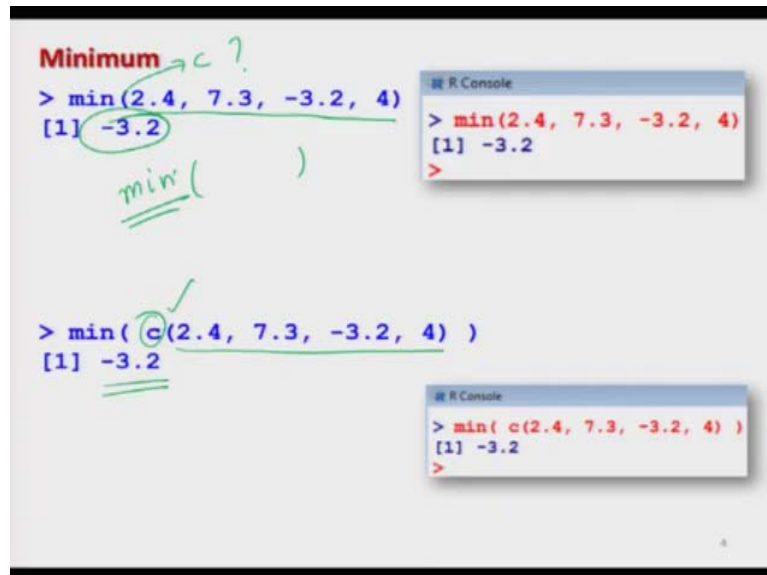 Minimum → c ?
> min(2.4, 7.3, -3.2, 4)
[1] -3.2
min( )
R Console
> min(2.4, 7.3, -3.2, 4)
[1] -3.2
>
> min( c(2.4, 7.3, -3.2, 4) )
[1] -3.2
R Console
> min( c(2.4, 7.3, -3.2, 4) )
[1] -3.2
>
4